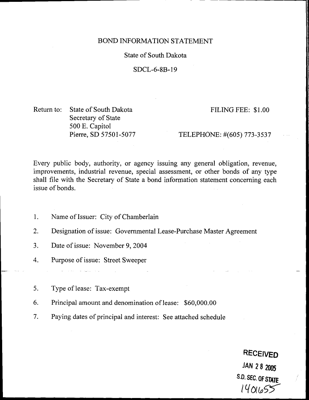 BOND INFORMATION STATEMENT
State of South Dakota
SDCL-6-8B-19
Return to: State of South Dakota FILING FEE: $1.00
Secretary of State
500 E. Capitol
Pierre, SD 57501-5077 TELEPHONE: #(605) 773-3537
Every public body, authority, or agency issuing any general obligation, revenue,
improvements, industrial revenue, special assessment, or other bonds of any type
shall file with the Secretary of State a bond information statement concerning each
issue of bonds.
1. Name of Issuer: City of Chamberlain
2. Designation of issue: Governmental Lease-Purchase Master Agreement
3. Date of issue: November 9, 2004
4. Purpose of issue: Street Sweeper
5. Type of lease: Tax-exempt
6. Principal amount and denomination of lease: $60,000.00
7. Paying dates of principal and interest: See attached schedule
RECEIVED
JAN 28 2005
S.D. SEC. OF STATE
1401655